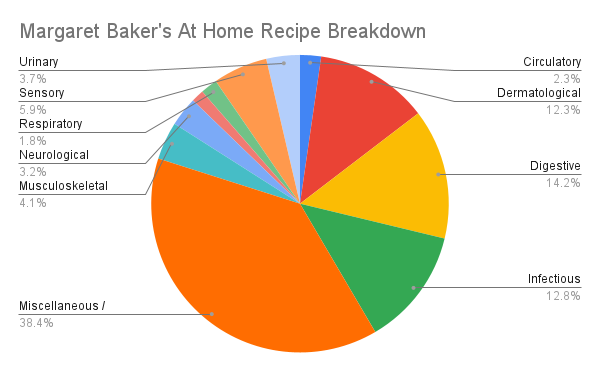 Margaret Baker's At Home Recipe Breakdown
Urinary
3.7%
Sensory
5.9%
Respiratory
1.8%
Neurological
3.2%
Musculoskeletal
4.1%
Miscellaneous /
38.4%
Circulatory
2.3%
Dermatological
12.3%
Digestive
14.2%
Infectious
12.8%